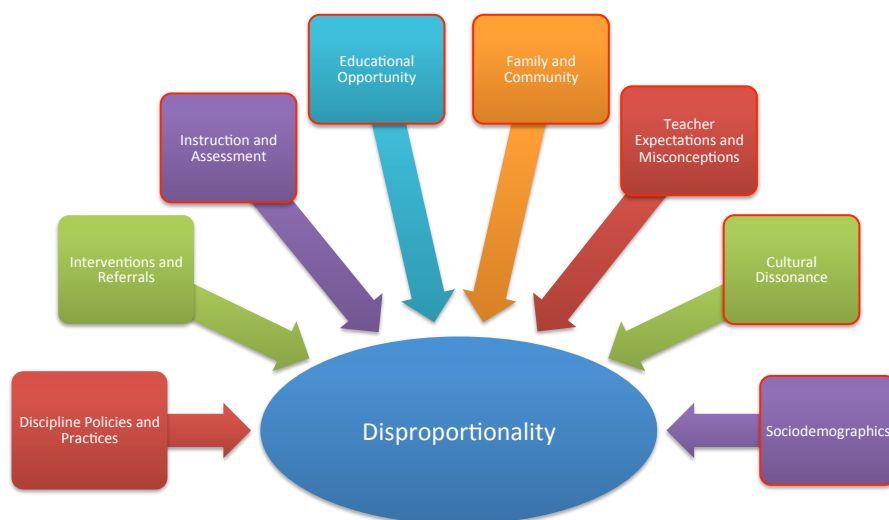 Educational
Opportunity
Family and
Community
Instruction and
Assessment
Teacher
Expectations and
Misconceptions
Interventions and
Referrals
Cultural
Dissonance
Discipline Policies and
Practices
Disproportionality
Sociodemographics